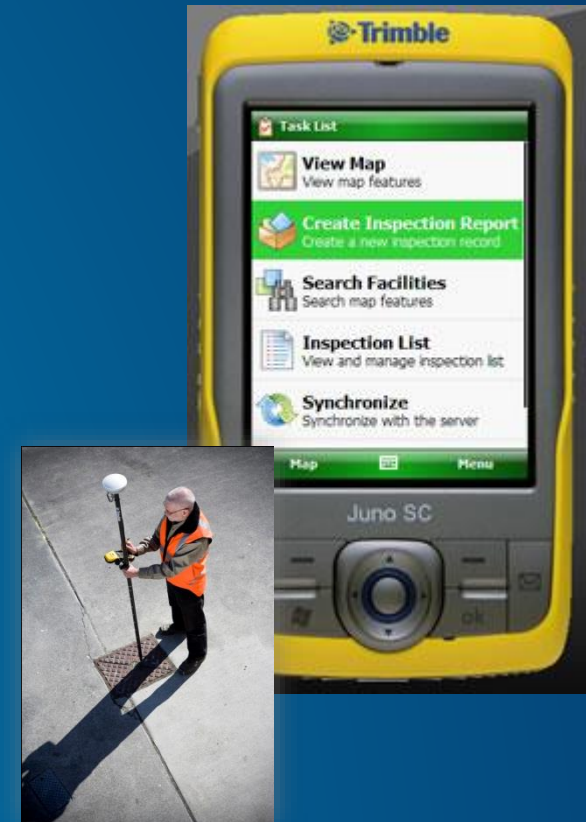 Trimble
Task List
View Map
View map features
Create Inspection Report
Create a new inspection record
Search Facilities
Search map features
Inspection List
View and manage inspection list
Synchronize
Synchronize with the server
Map
Menu
Juno SC
ok